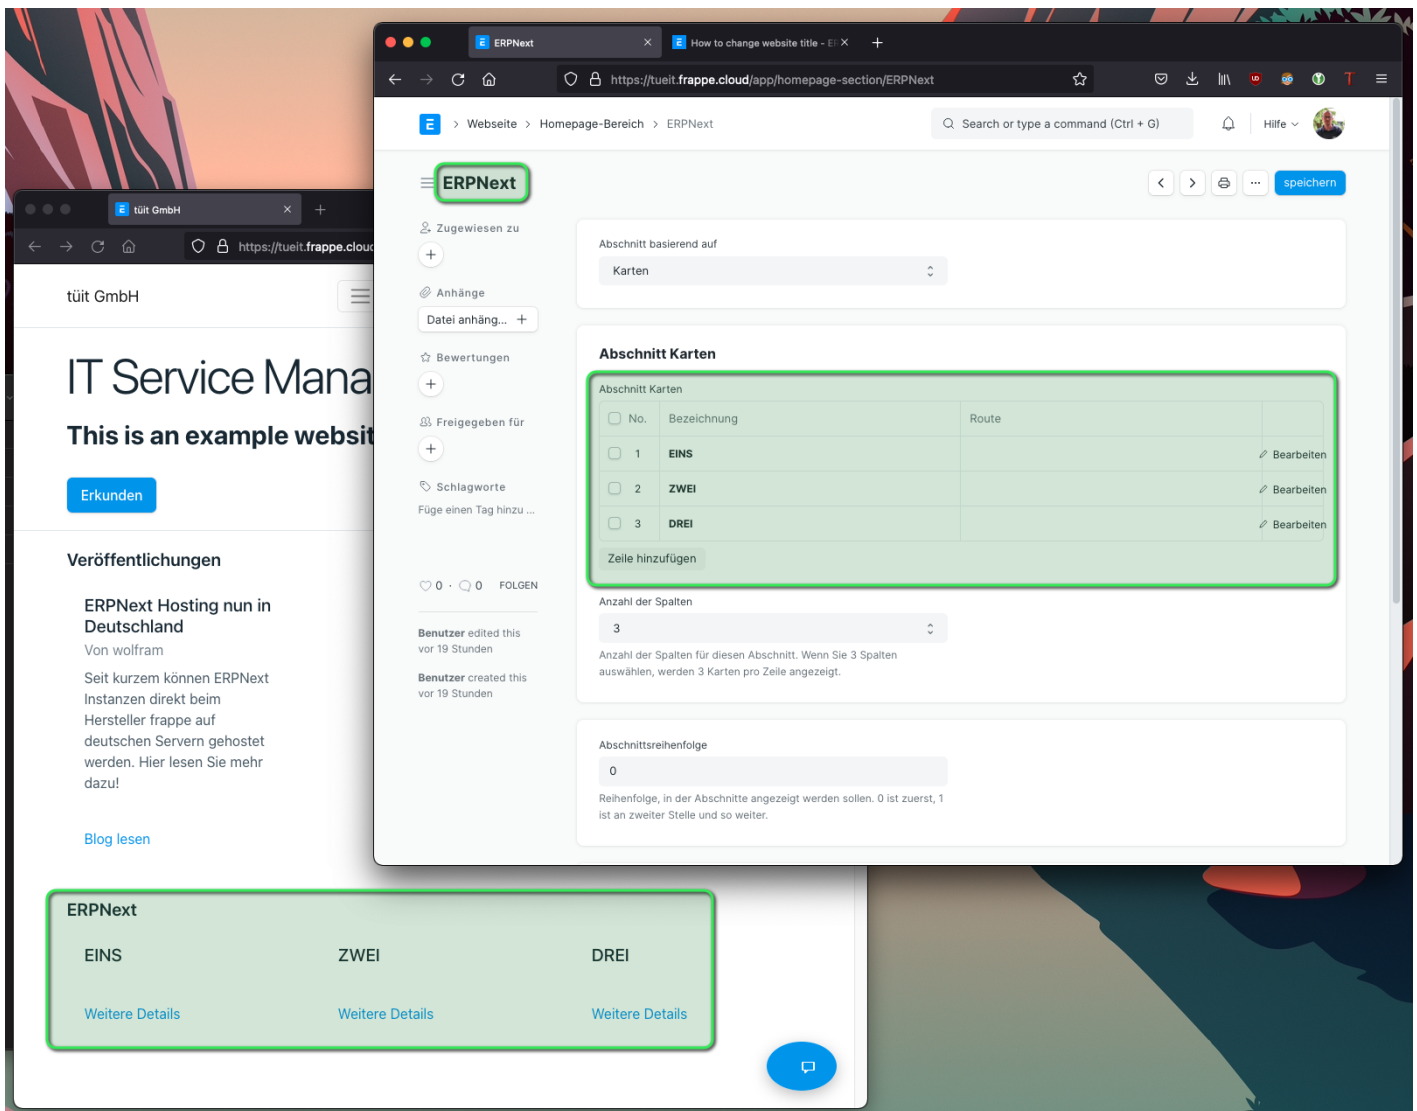 ERPNext
How to change website title - ER
https://tueit.frappe.cloud/app/homepage-section/ERPNext
Webseite > Homepage-Bereich > ERPNext
Search or type a command (Ctrl + G)
Hilfe
ERPNext
speichern
Zugewiesen zu
Anhänge
Datei anhäng...
Bewertungen
Freigegeben für
Schlagworte
Füge einen Tag hinzu ...
0 · 0 FOLGEN
Benutzer edited this
vor 19 Stunden
Benutzer created this
vor 19 Stunden
Abschnitt basierend auf
Karten
Abschnitt Karten
Abschnitt Karten
No. Bezeichnung Route
1 EINS Bearbeiten
2 ZWEI Bearbeiten
3 DREI Bearbeiten
Zeile hinzufügen
Anzahl der Spalten
3
Anzahl der Spalten für diesen Abschnitt. Wenn Sie 3 Spalten
auswählen, werden 3 Karten pro Zeile angezeigt.
Abschnittsreihenfolge
0
Reihenfolge, in der Abschnitte angezeigt werden sollen. 0 ist zuerst, 1
ist an zweiter Stelle und so weiter.
tüit GmbH
https://tueit.frappe.cloud
tüit GmbH
IT Service Mana
This is an example websit
Erkunden
Veröffentlichungen
ERPNext Hosting nun in
Deutschland
Von wolfram
Seit kurzem können ERPNext
Instanzen direkt beim
Hersteller frappe auf
deutschen Servern gehostet
werden. Hier lesen Sie mehr
dazu!
Blog lesen
ERPNext
EINS ZWEI DREI
Weitere Details Weitere Details Weitere Details